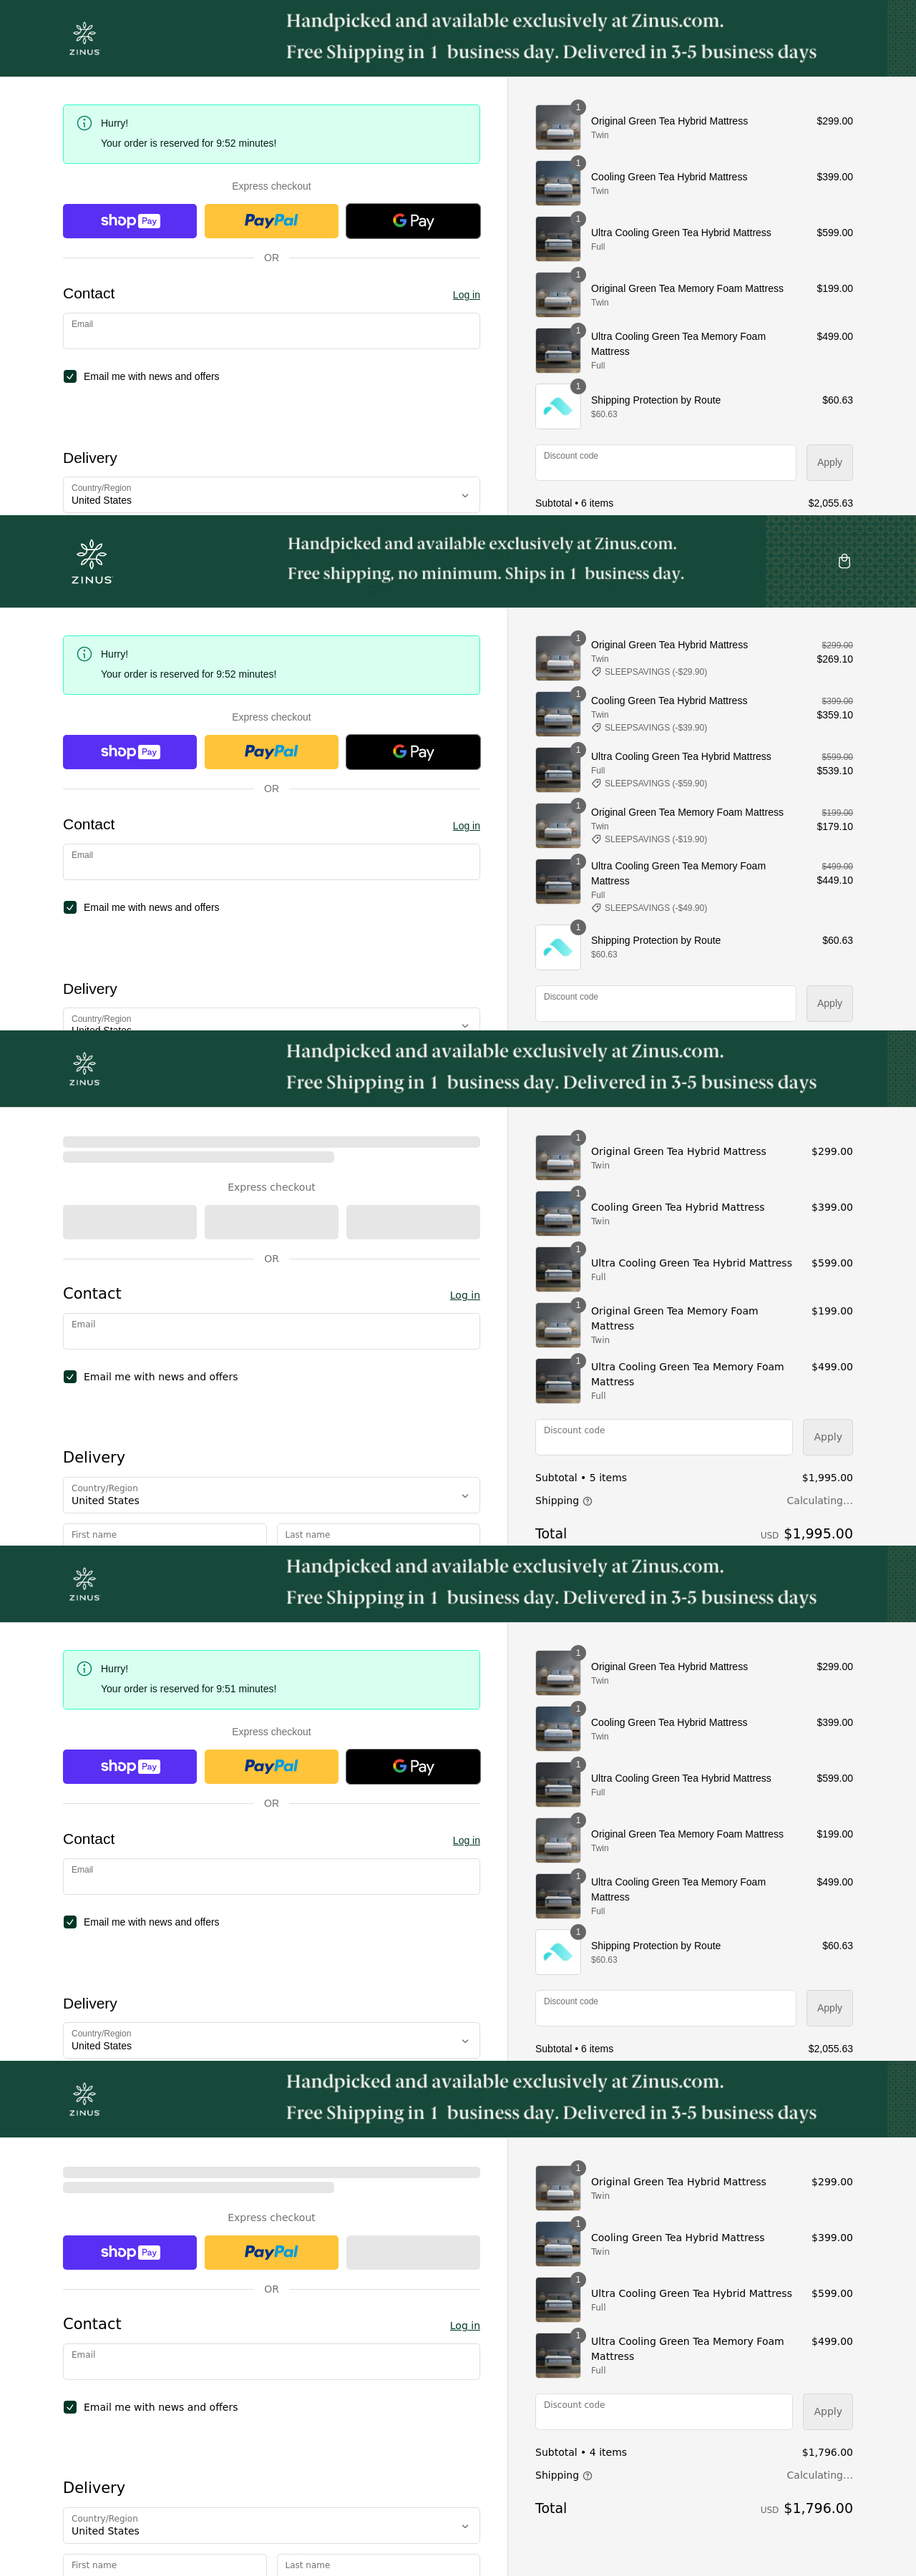 ZINUS
Handpicked and available exclusively at Zinus.com.
Free Shipping in 1 business day. Delivered in 3-5 business days
Hurry!
Your order is reserved for 9:52 minutes!
Express checkout
shop Pay
PayPal
G Pay
OR
Contact
Log in
Email
Email me with news and offers
Delivery
Country/Region
United States
1
Original Green Tea Hybrid Mattress
$299.00
Twin
1
Cooling Green Tea Hybrid Mattress
$399.00
Twin
1
Ultra Cooling Green Tea Hybrid Mattress
$599.00
Full
1
Original Green Tea Memory Foam Mattress
$199.00
Twin
1
Ultra Cooling Green Tea Memory Foam
Mattress
$499.00
Full
1
Shipping Protection by Route
$60.63
$60.63
Discount code
Apply
Subtotal • 6 items
$2,055.63
ZINUS
Handpicked and available exclusively at Zinus.com.
Free shipping, no minimum. Ships in 1 business day.
Hurry!
Your order is reserved for 9:52 minutes!
Express checkout
shop Pay
PayPal
G Pay
OR
Contact
Log in
Email
Email me with news and offers
Delivery
Country/Region
United States
1
Original Green Tea Hybrid Mattress
$299.00
Twin
$269.10
SLEEPSAVINGS (-$29.90)
1
Cooling Green Tea Hybrid Mattress
$399.00
Twin
$359.10
SLEEPSAVINGS (-$39.90)
1
Ultra Cooling Green Tea Hybrid Mattress
$599.00
Full
$539.10
SLEEPSAVINGS (-$59.90)
1
Original Green Tea Memory Foam Mattress
$199.00
Twin
$179.10
SLEEPSAVINGS (-$19.90)
1
Ultra Cooling Green Tea Memory Foam
Mattress
$499.00
$449.10
Full
SLEEPSAVINGS (-$49.90)
1
Shipping Protection by Route
$60.63
$60.63
Discount code
Apply
ZINUS
Handpicked and available exclusively at Zinus.com.
Free Shipping in 1 business day. Delivered in 3-5 business days
Express checkout
OR
Contact
Log in
Email
Email me with news and offers
Delivery
Country/Region
United States
First name
Last name
1
Original Green Tea Hybrid Mattress
$299.00
Twin
1
Cooling Green Tea Hybrid Mattress
$399.00
Twin
1
Ultra Cooling Green Tea Hybrid Mattress
$599.00
Full
1
Original Green Tea Memory Foam
Mattress
$199.00
Twin
1
Ultra Cooling Green Tea Memory Foam
Mattress
$499.00
Full
Discount code
Apply
Subtotal • 5 items
$1,995.00
Shipping
Calculating...
Total
USD $1,995.00
ZINUS
Handpicked and available exclusively at Zinus.com.
Free Shipping in 1 business day. Delivered in 3-5 business days
Hurry!
Your order is reserved for 9:51 minutes!
Express checkout
shop Pay
PayPal
G Pay
OR
Contact
Log in
Email
Email me with news and offers
Delivery
Country/Region
United States
1
Original Green Tea Hybrid Mattress
$299.00
Twin
1
Cooling Green Tea Hybrid Mattress
$399.00
Twin
1
Ultra Cooling Green Tea Hybrid Mattress
$599.00
Full
1
Original Green Tea Memory Foam Mattress
$199.00
Twin
1
Ultra Cooling Green Tea Memory Foam
Mattress
$499.00
Full
1
Shipping Protection by Route
$60.63
$60.63
Discount code
Apply
Subtotal • 6 items
$2,055.63
ZINUS
Handpicked and available exclusively at Zinus.com.
Free Shipping in 1 business day. Delivered in 3-5 business days
Express checkout
shop Pay
PayPal
OR
Contact
Log in
Email
Email me with news and offers
Delivery
Country/Region
United States
First name
Last name
1
Original Green Tea Hybrid Mattress
$299.00
Twin
1
Cooling Green Tea Hybrid Mattress
$399.00
Twin
1
Ultra Cooling Green Tea Hybrid Mattress
$599.00
Full
1
Ultra Cooling Green Tea Memory Foam
Mattress
$499.00
Full
Discount code
Apply
Subtotal • 4 items
$1,796.00
Shipping
Calculating...
Total
USD $1,796.00